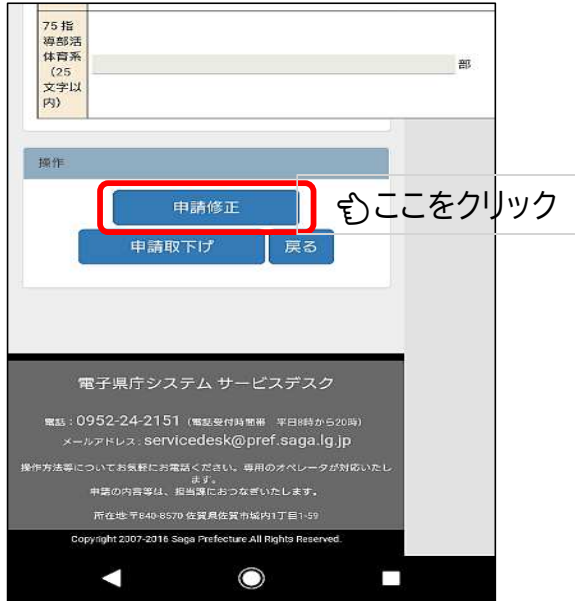 75 指
導部活
体育系
（25
文字以
内）
部
操作
申請修正
ここをクリック
申請取下げ
戻る
電子県庁システム サービスデスク
電話：0952-24-2151（電話受付時間帯 平日8時から20時）
メールアドレス：servicedesk@pref.saga.lg.jp
操作方法等についてお気軽にお電話ください。専用のオペレータが対応いたし
ます。
申請の内容等は、担当課におつなぎいたします。
所在地:〒840-8570 佐賀県佐賀市城内1丁目1-59
Copyright 2007-2016 Saga Prefecture.All Rights Reserved.